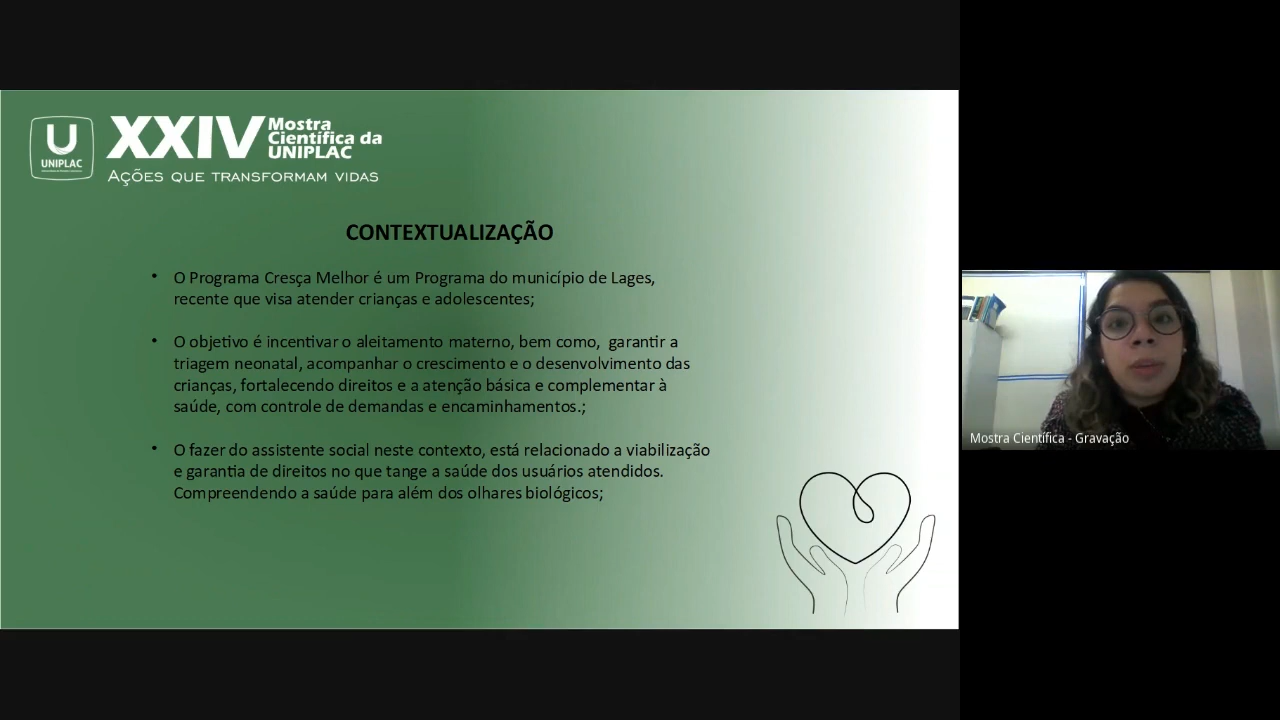 U
UNIPLAC
XXIV
Mostra
Científica da
UNIPLAC
AÇÕES QUE TRANSFORMAM VIDAS
CONTEXTUALIZAÇÃO
• O Programa Cresça Melhor é um Programa do município de Lages,
recente que visa atender crianças e adolescentes;
• O objetivo é incentivar o aleitamento materno, bem como,  garantir a
triagem neonatal, acompanhar o crescimento e o desenvolvimento das
crianças, fortalecendo direitos e a atenção básica e complementar à
saúde, com controle de demandas e encaminhamentos.;
• O fazer do assistente social neste contexto, está relacionado a viabilização
e garantia de direitos no que tange a saúde dos usuários atendidos.
Compreendendo a saúde para além dos olhares biológicos;
Mostra Científica - Gravação